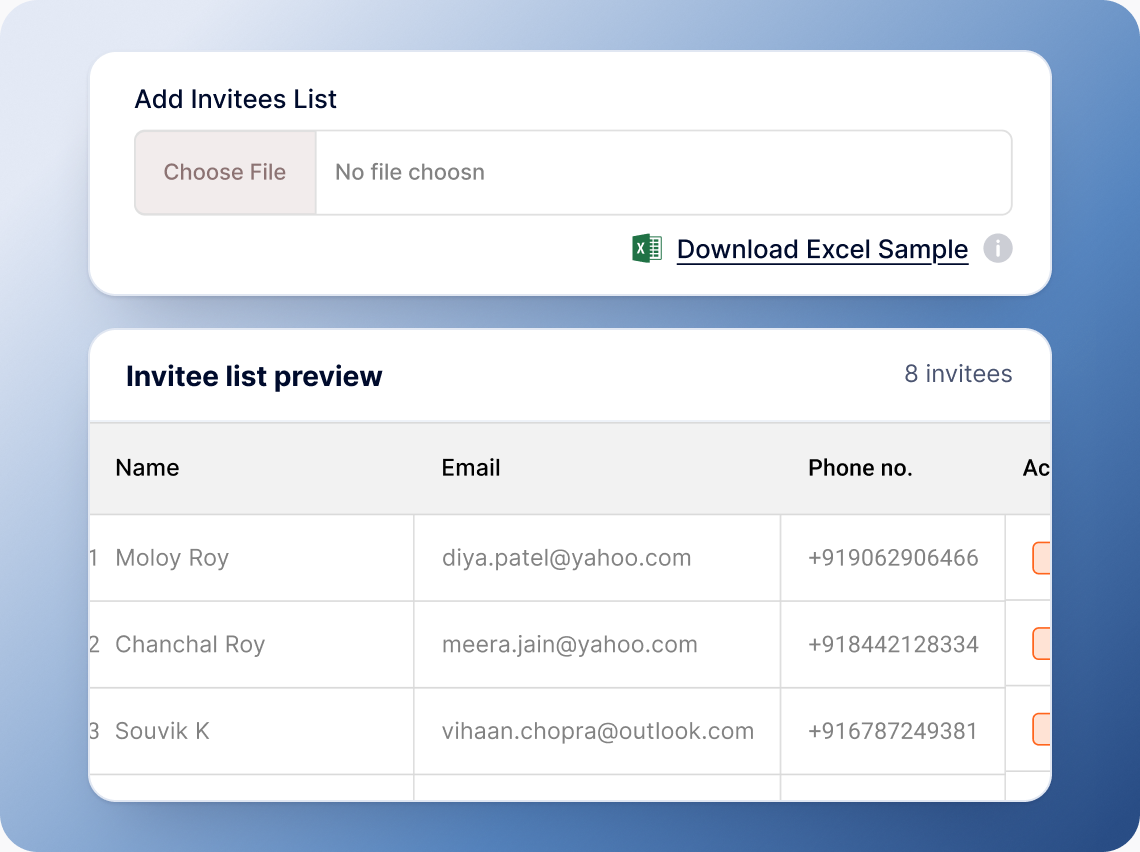 Add Invitees List
Choose File No file choosn
X Download Excel Sample i
Invitee list preview 8 invitees
Name Email Phone no. Ac
1 Moloy Roy diya.patel@yahoo.com +919062906466
2 Chanchal Roy meera.jain@yahoo.com +918442128334
3 Souvik K vihaan.chopra@outlook.com +916787249381